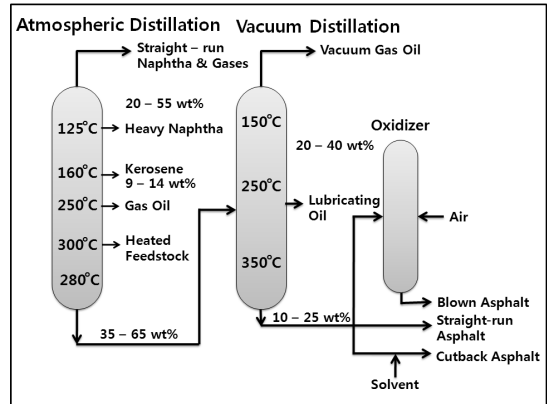 Atmospheric Distillation
Vacuum Distillation
Straight – run
Naphtha & Gases
Vacuum Gas Oil
20 – 55 wt%
125°C
Heavy Naphtha
160°C
Kerosene
9 – 14 wt%
250°C
Gas Oil
300°C
Heated
Feedstock
280°C
35 – 65 wt%
150°C
20 – 40 wt%
250°C
Lubricating
Oil
350°C
10 – 25 wt%
Oxidizer
Air
Blown Asphalt
Straight-run
Asphalt
Cutback Asphalt
Solvent